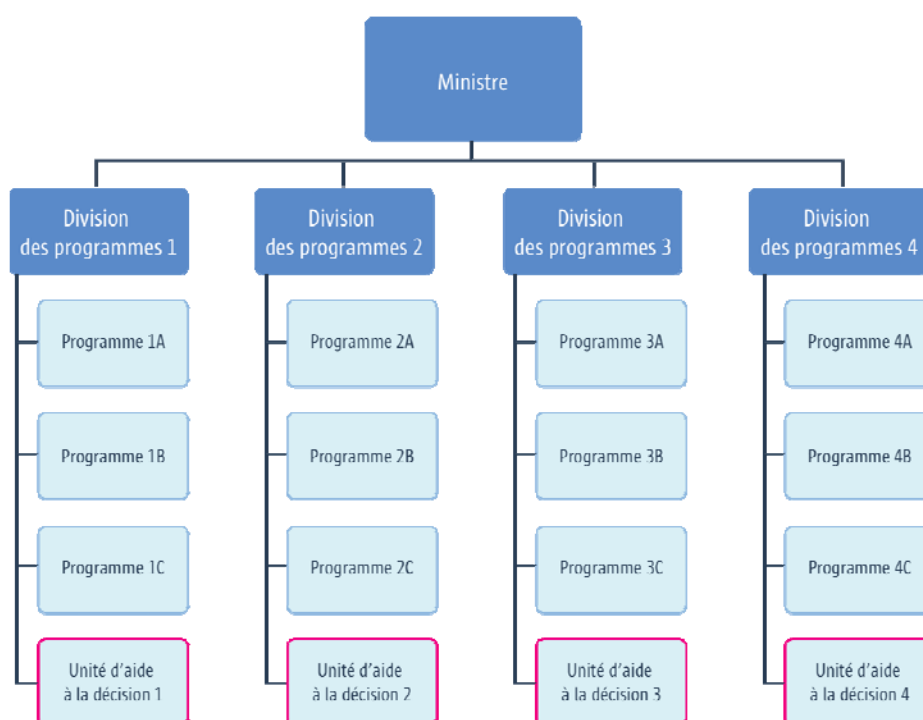 Ministre
Division
des programmes 1
Division
des programmes 2
Division
des programmes 3
Division
des programmes 4
Programme 1A
Programme 2A
Programme 3A
Programme 4A
Programme 1B
Programme 2B
Programme 3B
Programme 4B
Programme 1C
Programme 2C
Programme 3C
Programme 4C
Unité d'aide
à la décision 1
Unité d'aide
à la décision 2
Unité d'aide
à la décision 3
Unité d'aide
à la décision 4